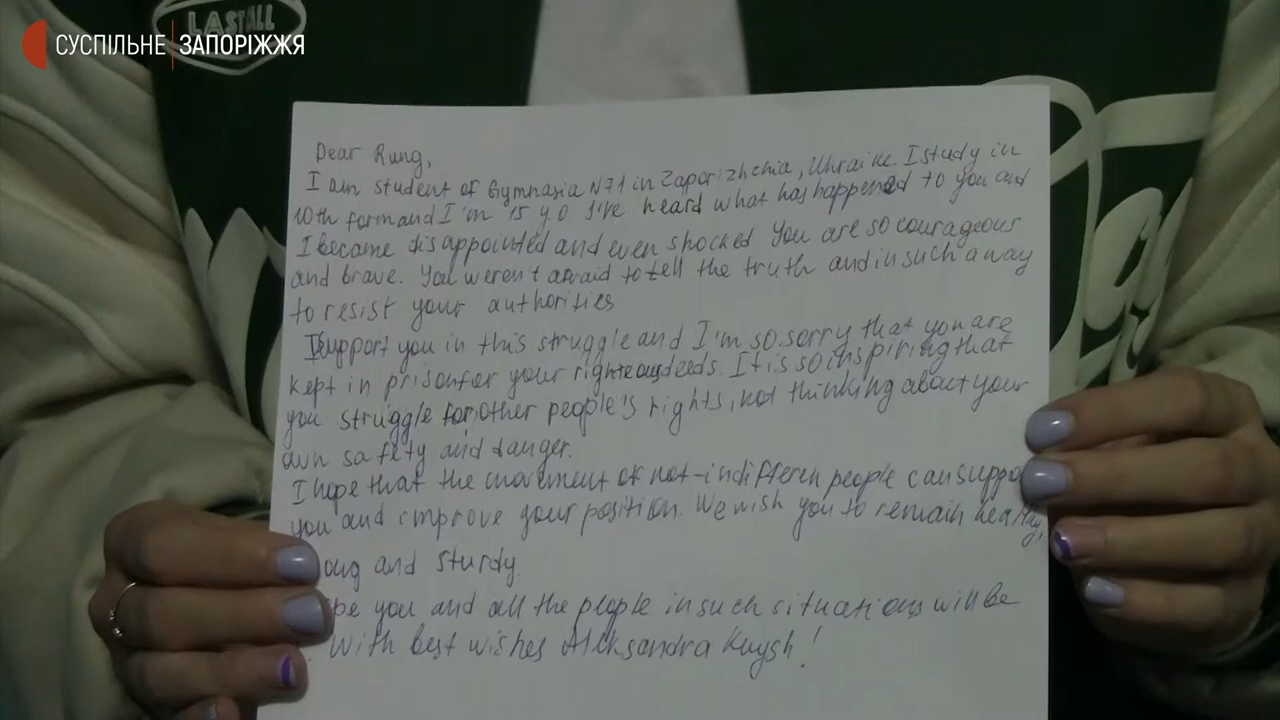 LASTALL
СУСПІЛЬНЕ ЗАПОРІЖЖЯ
Dear Rung,
I am student of Gymnasia N71 in Zaporizhzhia, Ukraine. I study in
10th form and I'm 15 y.o I've heard what has happened to you and
I became disappointed and even shocked You are so courageous
and brave. You weren't afraid to tell the truth and in such a way
to resist your authorities
I support you in this struggle and I'm so sorry that you are
kept in prison for your righteous deeds. It is so inspiring that
you struggle for other people's rights, not thinking about your
own safety and danger.
I hope that the movement of not-indifferen people can suppo
you and improve your position. We wish you to remain healthy,
and sturdy.
you and all the people in such situations will be
With best wishes Aleksandra